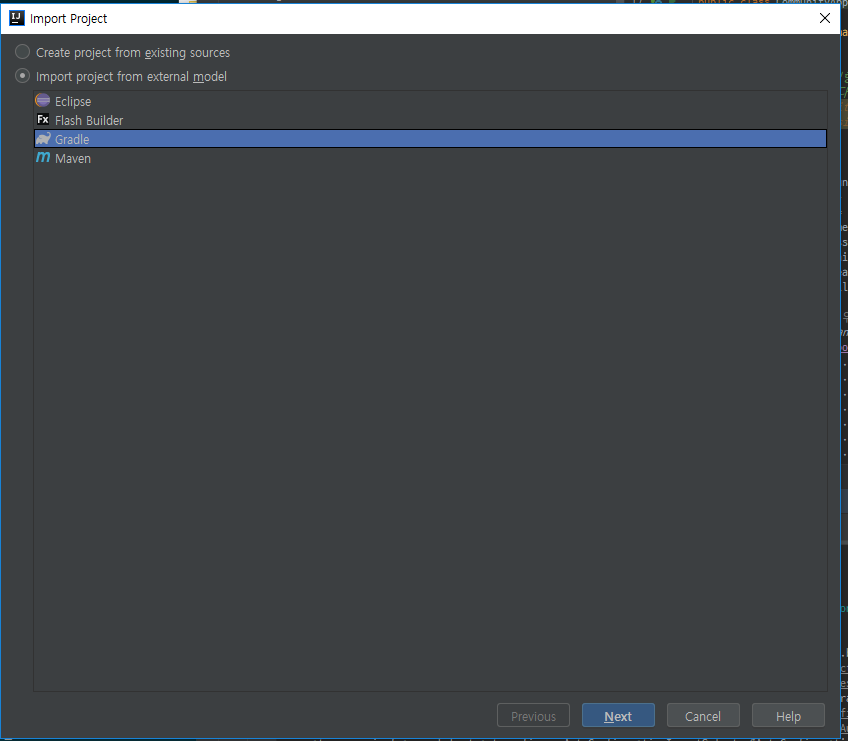 Import Project
Create project from existing sources
Import project from external model
Eclipse
Flash Builder
Gradle
Maven
Previous
Next
Cancel
Help